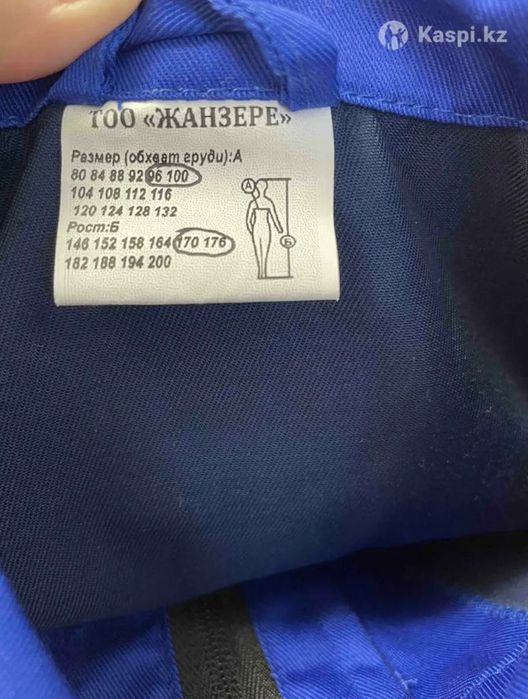 Kaspi.kz
ТОО «ЖАНЗЕРЕ»
Размер (обхват груди):А
80 84 88 92 96 100
104 108 112 116
120 124 128 132
Рост:Б
146 152 158 164 170 176
182 188 194 200
А
Б